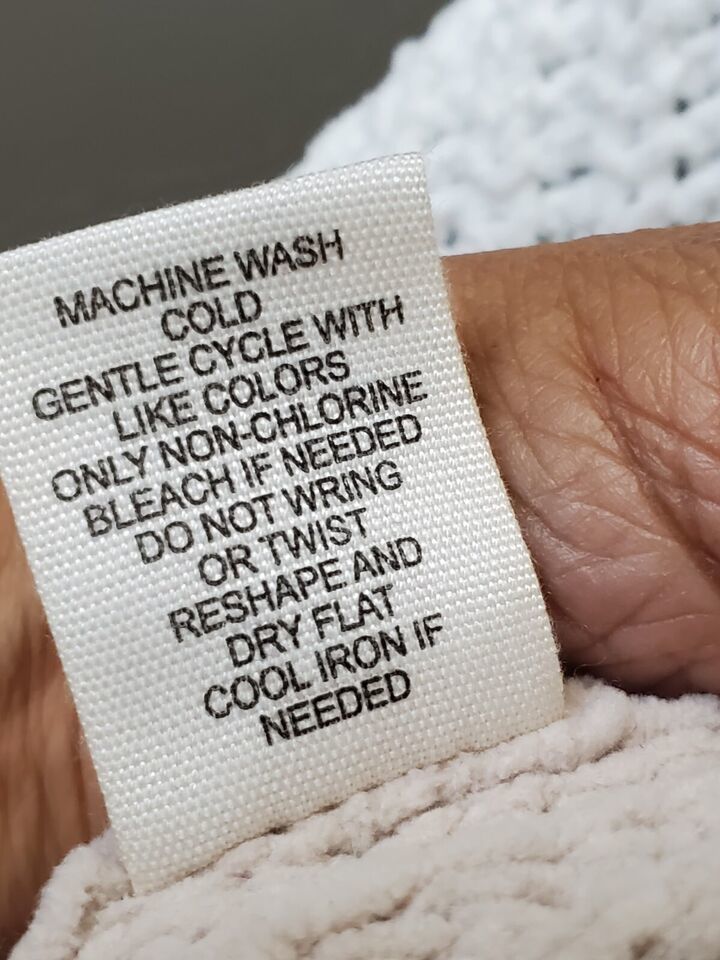 MACHINE WASH
COLD
GENTLE CYCLE WITH
LIKE COLORS
ONLY NON-CHLORINE
BLEACH IF NEEDED
DO NOT WRING
OR TWIST
RESHAPE AND
DRY FLAT
COOL IRON IF
NEEDED